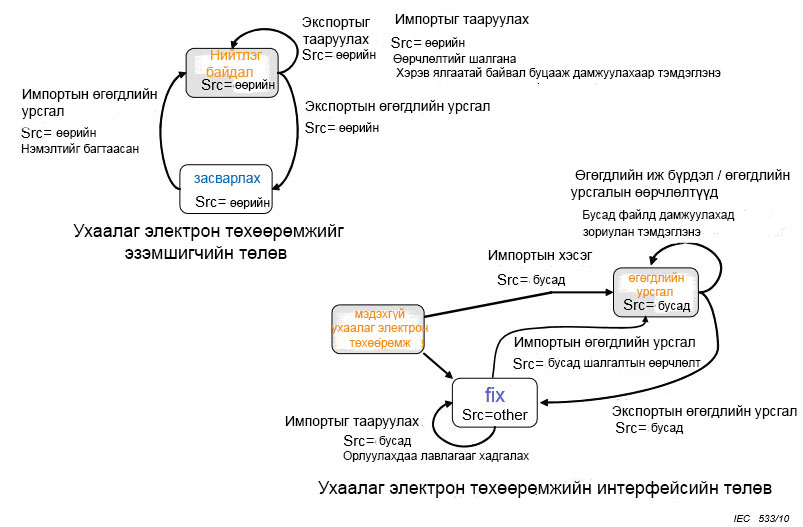 Экспортыг
тааруулах
Src= өөрийн
Импортыг тааруулах
Src= өөрийн
Өөрчлөлтийг шалгана
Хэрэв ялгаатай байвал буцааж дамжуулахаар тэмдэглэнэ
Нийтлэг
байдал
Src= өөрийн
Импортын өгөгдлийн
урсгал
Src= өөрийн
Нэмэлтийг багтаасан
Экспортын өгөгдлийн урсгал
Src= өөрийн
засварлах
Src= өөрийн
Ухаалаг электрон төхөөрөмжийг
эзэмшигчийн төлөв
Өгөгдлийн иж бүрдэл / өгөгдлийн
урсгалын өөрчлөлтүүд
Бусад файлд дамжуулахад
зориулан тэмдэглэнэ
Импортын хэсэг
Src= бусад
өгөгдлийн
урсгал
Src= бусад
мэдэхгүй
ухаалаг электрон
төхөөрөмж
Импортын өгөгдлийн урсгал
Src= бусад шалгалтын өөрчлөлт
fix
Src=other
Импортыг тааруулах
Src= бусад
Орлуулахдаа лавлагааг хадгалах
Экспортын өгөгдлийн урсгал
Src= бусад
Ухаалаг электрон төхөөрөмжийн интерфейсийн төлөв
IEC 533/10